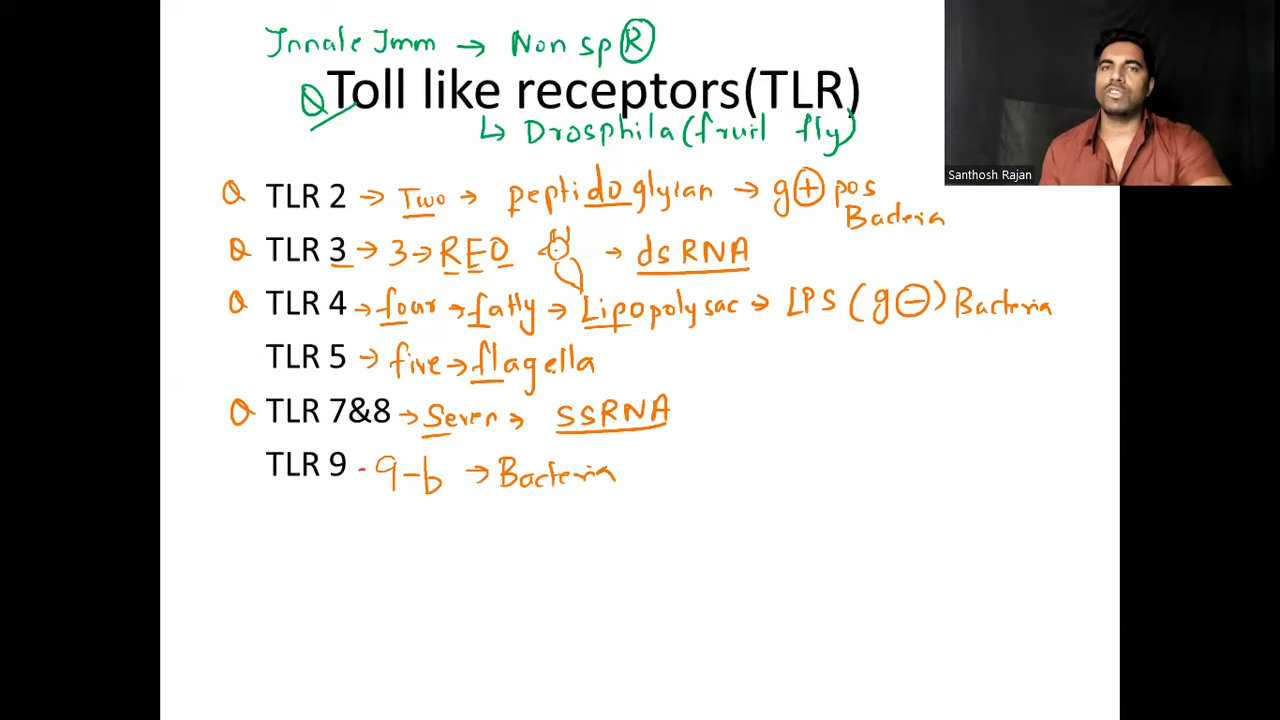 Innate Imm → Non sp R
Q Toll like receptors(TLR)
↳ Drosphila (fruit fly)
Q TLR 2 → Two → peptidoglycan → g + pos
Bacteria
Q TLR 3 → 3 → REO → dsRNA
Q TLR 4 → four → fatty → Lipopolysac → LPS (g -) Bacteria
TLR 5 → five → flagella
Q TLR 7&8 → Seven → SSRNA
TLR 9 - 9 - b → Bacteria
Santhosh Rajan